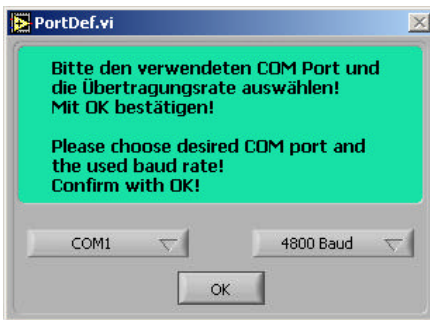 PortDef.vi
Bitte den verwendeten COM Port und
die Übertragungsrate auswählen!
Mit OK bestätigen!
Please choose desired COM port and
the used baud rate!
Confirm with OK!
COM1
4800 Baud
OK